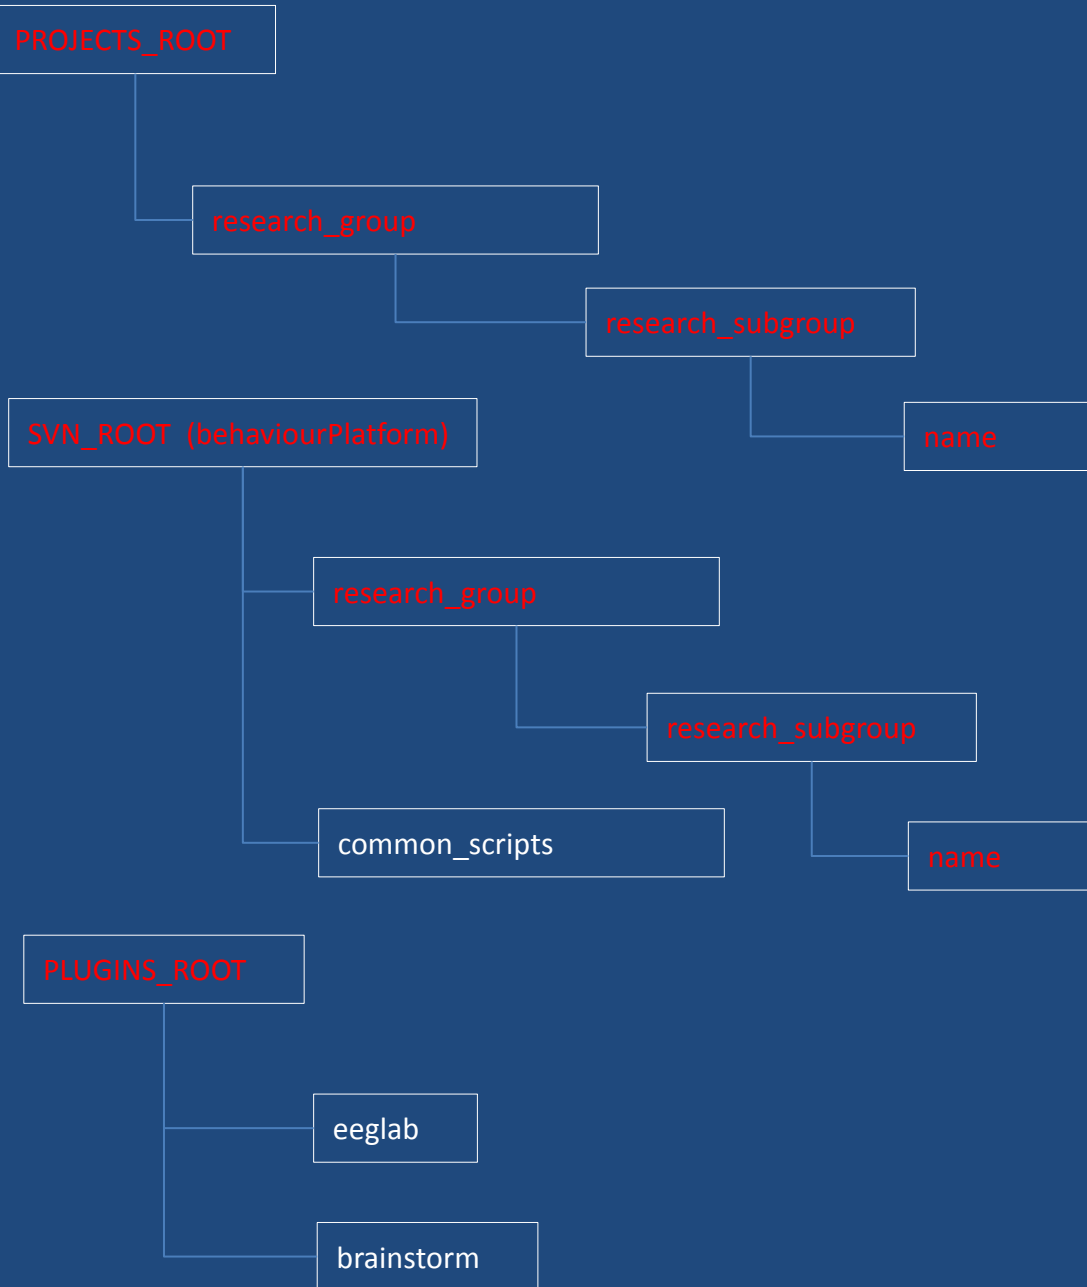 PROJECTS_ROOT
research_group
research_subgroup
SVN_ROOT (behaviourPlatform)
name
research_group
research_subgroup
common_scripts
name
PLUGINS_ROOT
eeglab
brainstorm